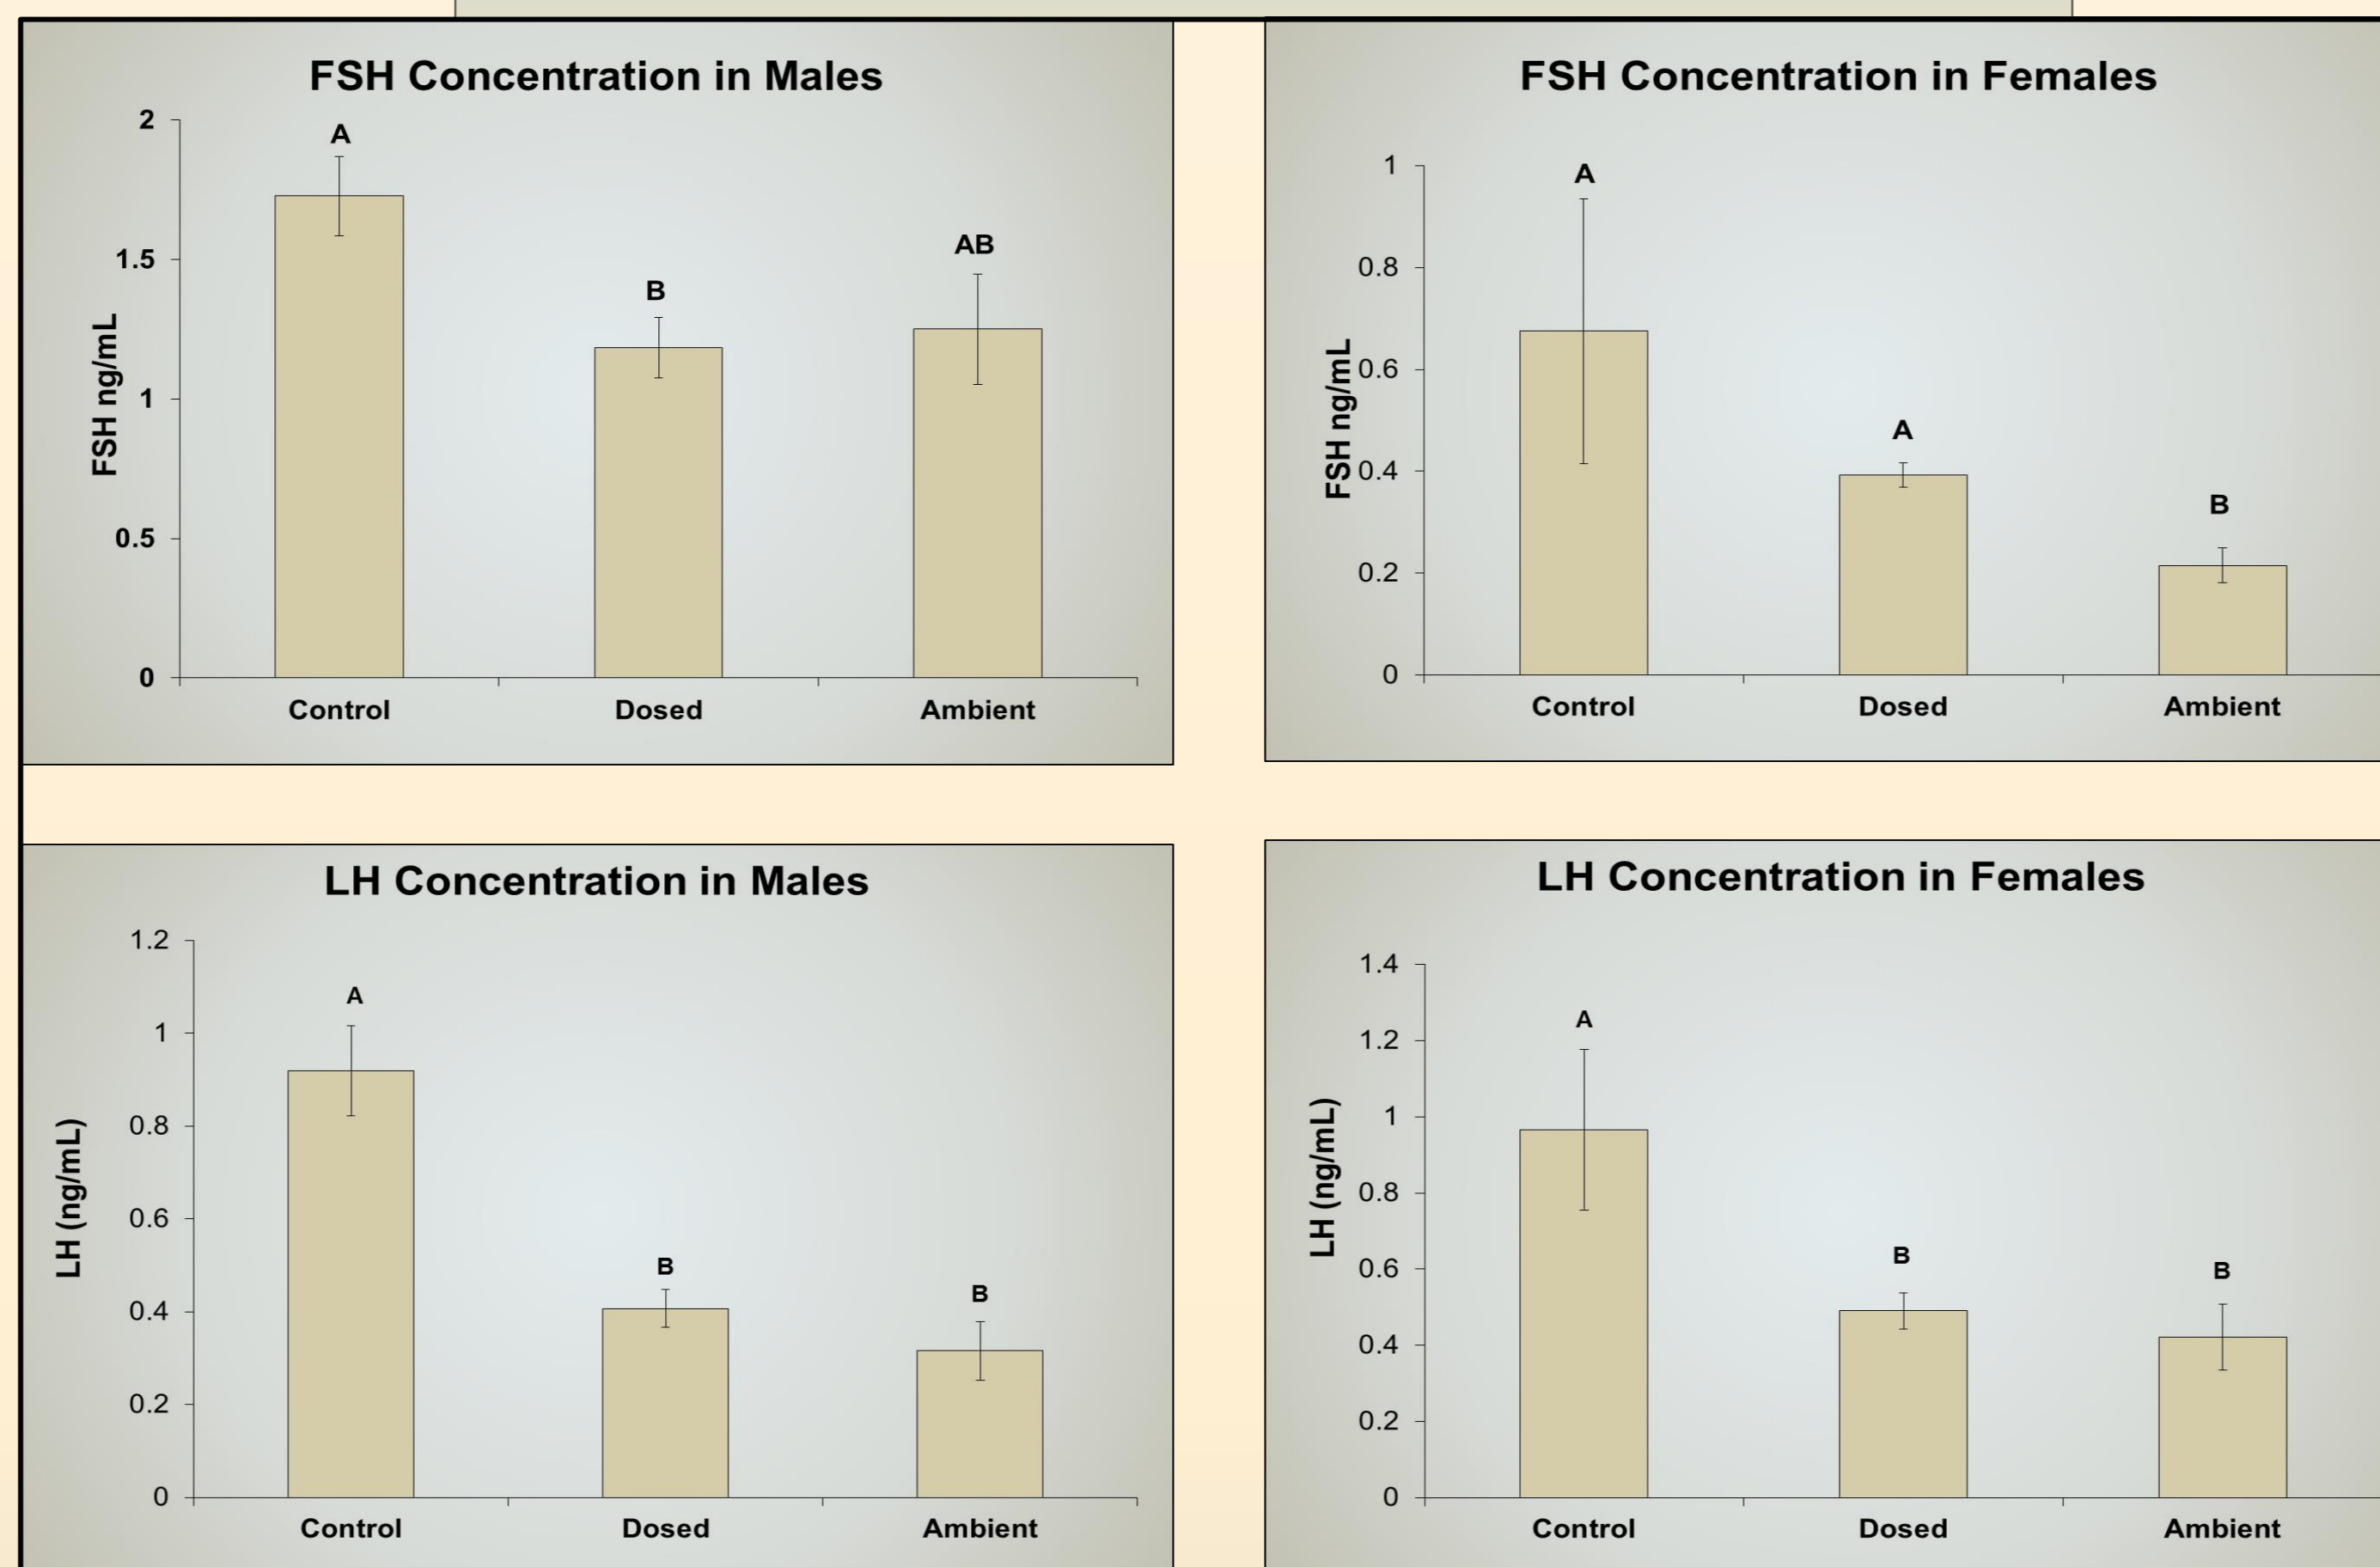 FSH Concentration in Males
2
A
1.5
AB
B
FSH ng/mL
1
0.5
0
Control Dosed Ambient
FSH Concentration in Females
1
A
0.8
FSH ng/mL
0.6
A
0.4
B
0.2
0
Control Dosed Ambient
LH Concentration in Males
1.2
A
1
0.8
LH (ng/mL)
0.6
B
0.4
B
0.2
0
Control Dosed Ambient
LH Concentration in Females
1.4
A
1.2
1
LH (ng/mL)
0.8
B
0.6
B
0.4
0.2
0
Control Dosed Ambient